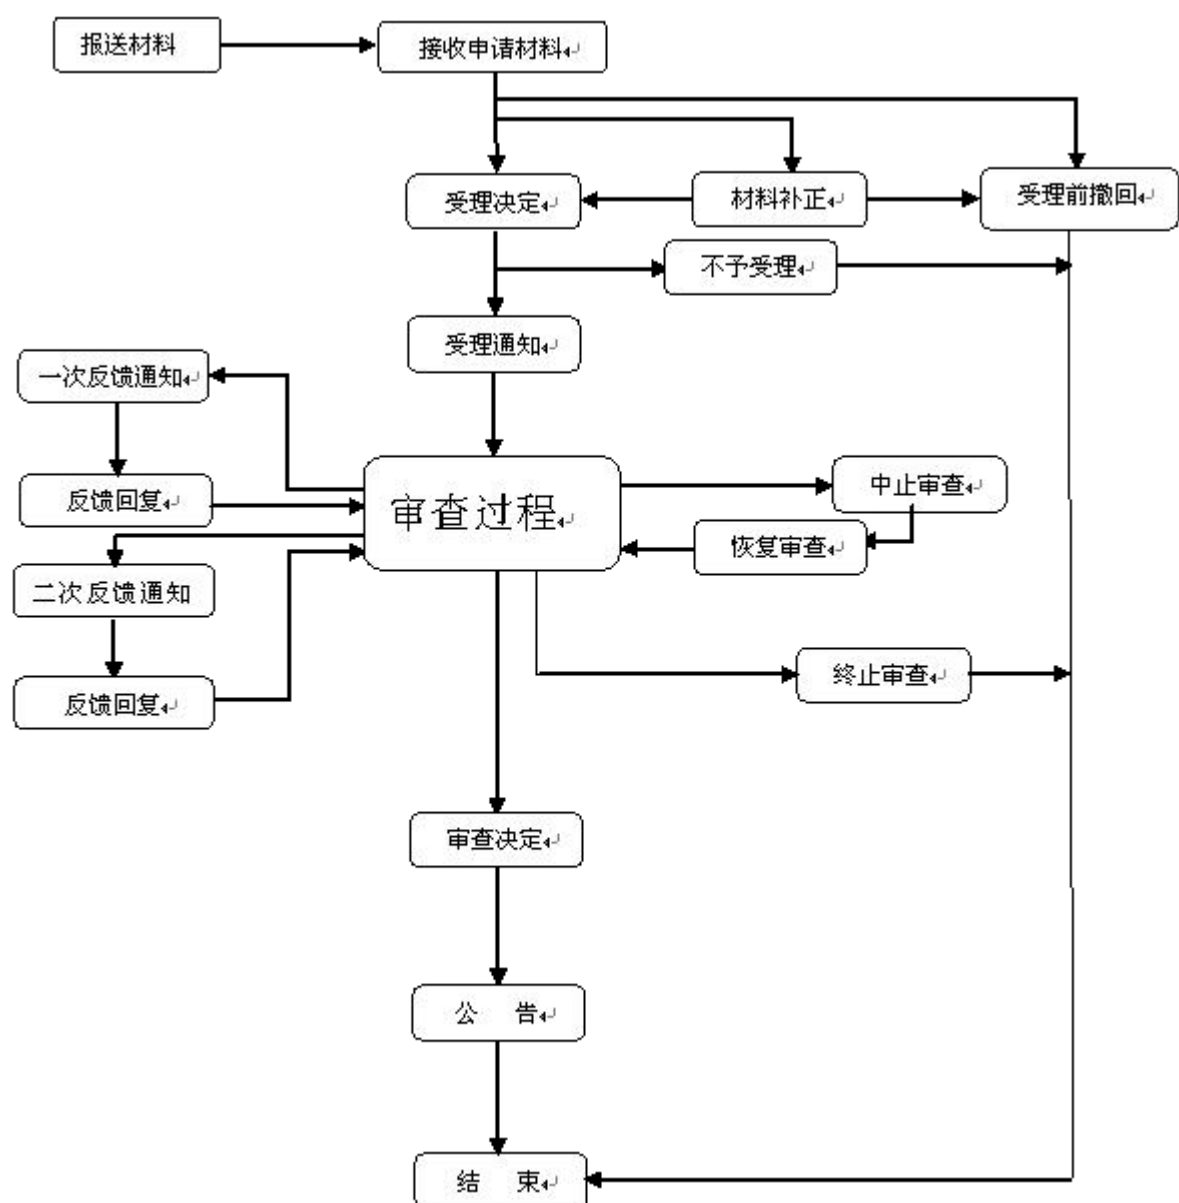 报送材料
接收申请材料
受理决定
材料补正
受理前撤回
不予受理
受理通知
一次反馈通知
反馈回复
审查过程
中止审查
恢复审查
二次反馈通知
反馈回复
终止审查
审查决定
公 告
结 束